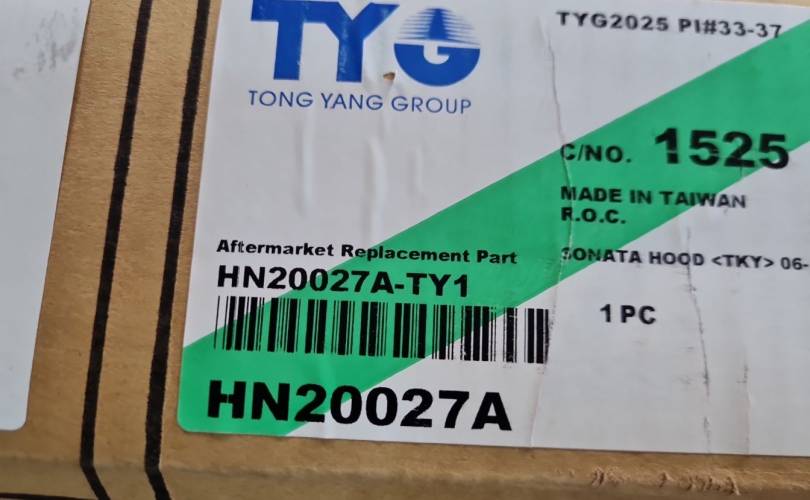 TYG
TONG YANG GROUP
TYG2025 PI#33-37
C/NO. 1525
MADE IN TAIWAN
R.O.C.
SONATA HOOD <TKY> 06-
1 PC
Aftermarket Replacement Part
HN20027A-TY1
HN20027A